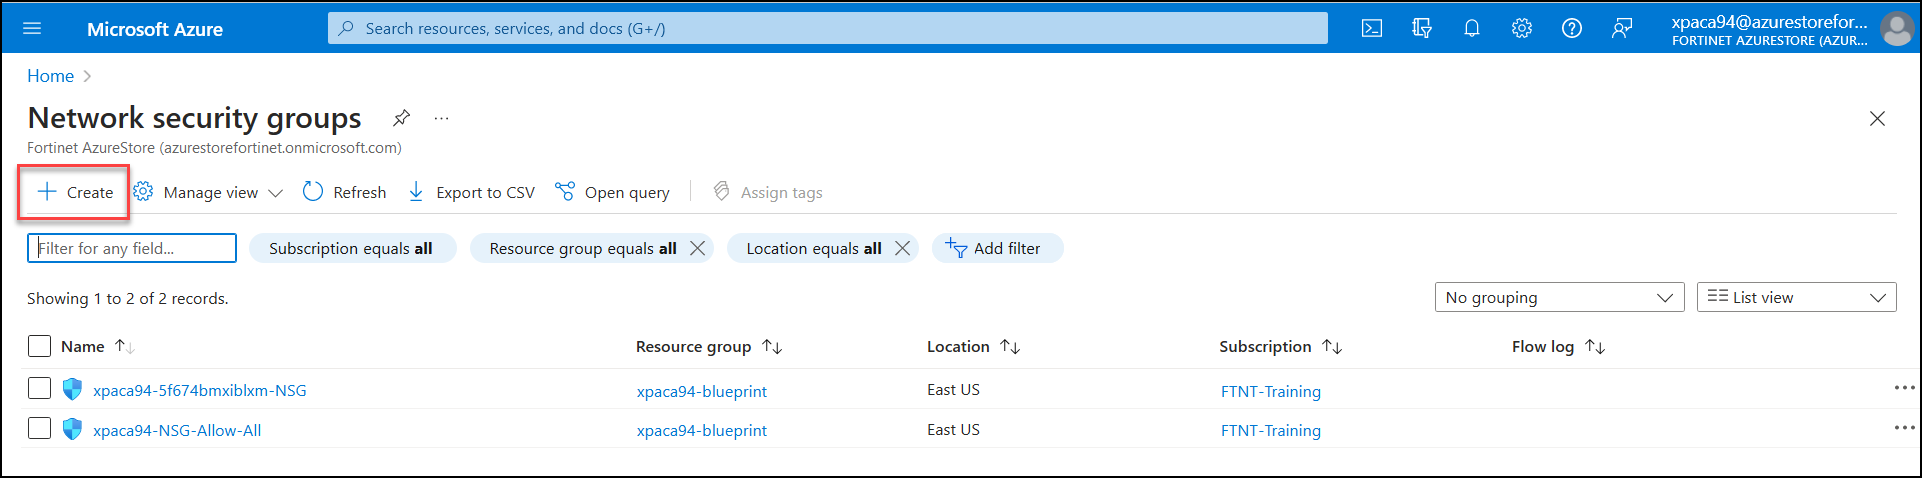 Microsoft Azure
Search resources, services, and docs (G+/)
xpaca94@azurestorefor...
FORTINET AZURESTORE (AZUR...
Home
Network security groups
...
Fortinet AzureStore (azurestorefortinet.onmicrosoft.com)
Create Manage view Refresh Export to CSV Open query Assign tags
Filter for any field... Subscription equals all Resource group equals all Location equals all Add filter
Showing 1 to 2 of 2 records. No grouping List view
Name Resource group Location Subscription Flow log
xpaca94-5f674bmxiblxm-NSG xpaca94-blueprint East US FTNT-Training ...
xpaca94-NSG-Allow-All xpaca94-blueprint East US FTNT-Training ...